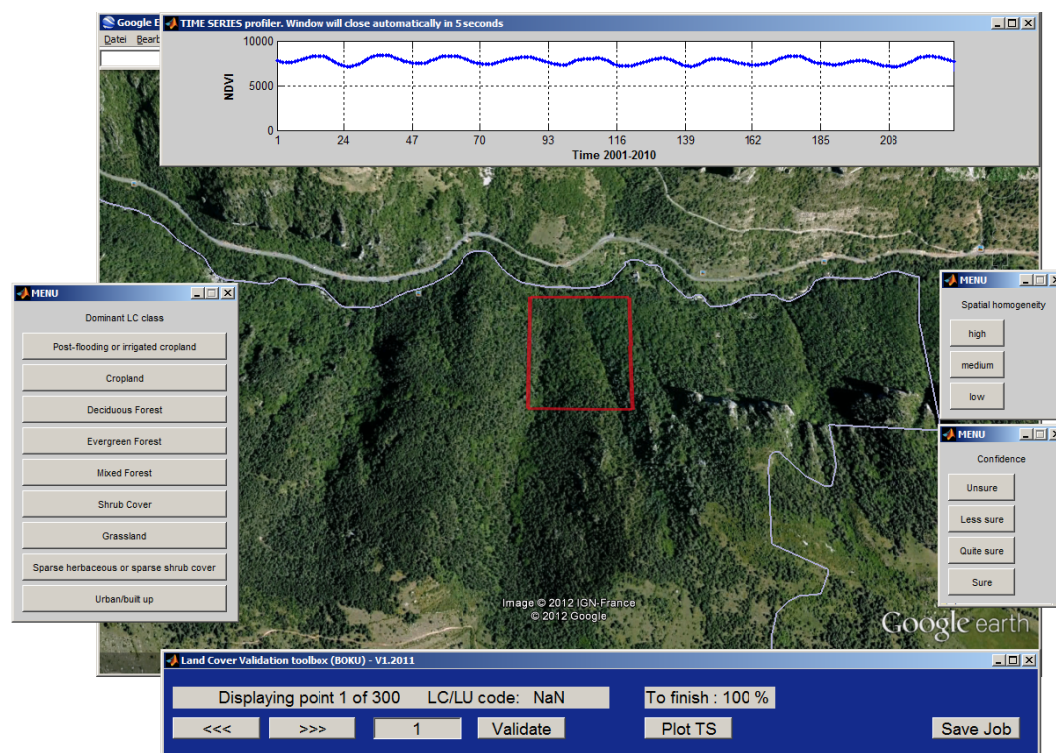 Google E
Datei Bearb
TIME SERIES profiler. Window will close automatically in 5 seconds
10000
5000
0
NDVI
1 24 47 70 93 116 139 162 185 203
Time 2001-2010
MENU
Dominant LC class
Post-flooding or irrigated cropland
Cropland
Deciduous Forest
Evergreen Forest
Mixed Forest
Shrub Cover
Grassland
Sparse herbaceous or sparse shrub cover
Urban/built up
MENU
Spatial homogeneity
high
medium
low
MENU
Confidence
Unsure
Less sure
Quite sure
Sure
Image © 2012 IGN-France
© 2012 Google
Google earth
Land Cover Validation toolbox (BOKU) - V1.2011
Displaying point 1 of 300 LC/LU code: NaN To finish : 100 %
<<< >>> 1 Validate Plot TS Save Job